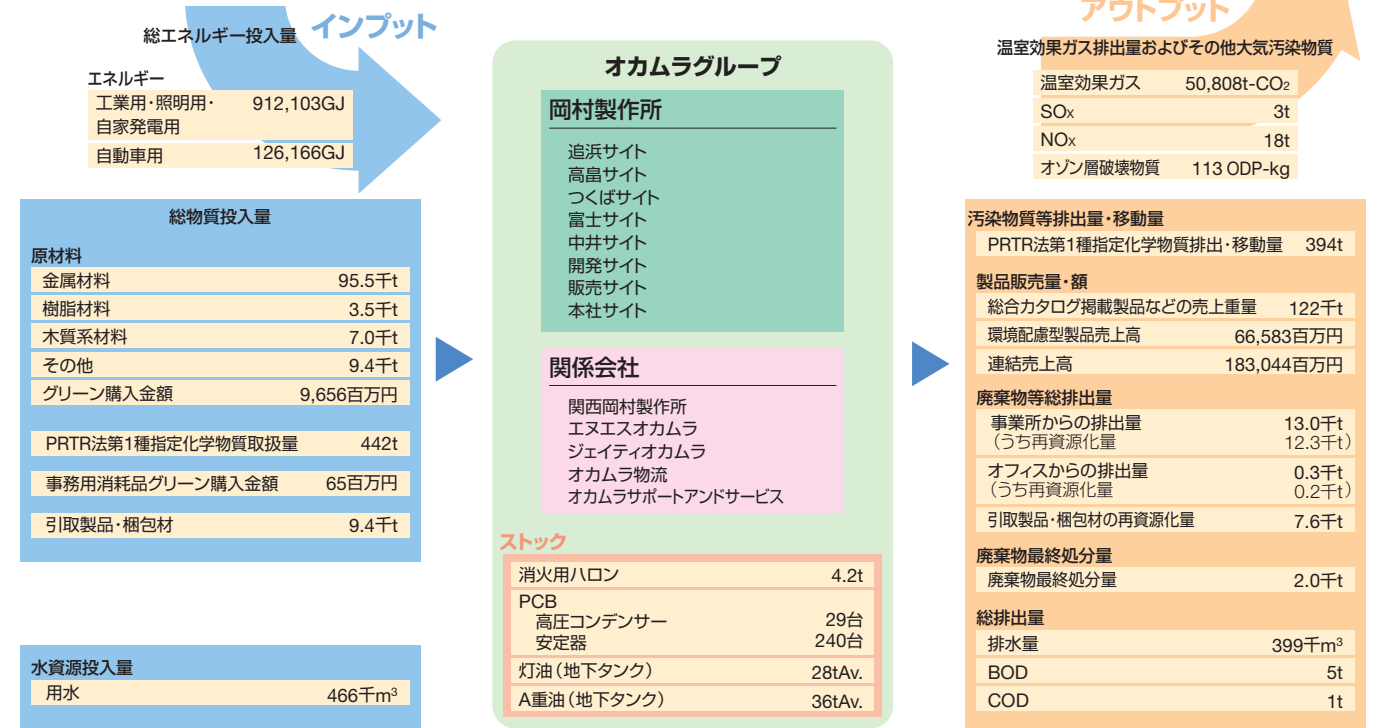 インプット
総エネルギー投入量
エネルギー
工業用・照明用・ 912,103GJ
自家発電用
自動車用 126,166GJ
総物質投入量
原材料
金属材料 95.5千t
樹脂材料 3.5千t
木質系材料 7.0千t
その他 9.4千t
グリーン購入金額 9,656百万円
PRTR法第1種指定化学物質取扱量 442t
事務用消耗品グリーン購入金額 65百万円
引取製品・梱包材 9.4千t
水資源投入量
用水 466千m³
オカムラグループ
岡村製作所
追浜サイト
高畠サイト
つくばサイト
富士サイト
中井サイト
開発サイト
販売サイト
本社サイト
関係会社
関西岡村製作所
エヌエスオカムラ
ジェイティオカムラ
オカムラ物流
オカムラサポートアンドサービス
ストック
消火用ハロン 4.2t
PCB
高圧コンデンサー 29台
安定器 240台
灯油（地下タンク） 28tAv.
A重油（地下タンク） 36tAv.
アウトプット
温室効果ガス排出量およびその他大気汚染物質
温室効果ガス 50,808t-CO₂
SOx 3t
NOx 18t
オゾン層破壊物質 113 ODP-kg
汚染物質等排出量・移動量
PRTR法第1種指定化学物質排出・移動量 394t
製品販売量・額
総合カタログ掲載製品などの売上重量 122千t
環境配慮型製品売上高 66,583百万円
連結売上高 183,044百万円
廃棄物等総排出量
事業所からの排出量 13.0千t
（うち再資源化量 12.3千t）
オフィスからの排出量 0.3千t
（うち再資源化量 0.2千t）
引取製品・梱包材の再資源化量 7.6千t
廃棄物最終処分量
廃棄物最終処分量 2.0千t
総排出量
排水量 399千m³
BOD 5t
COD 1t